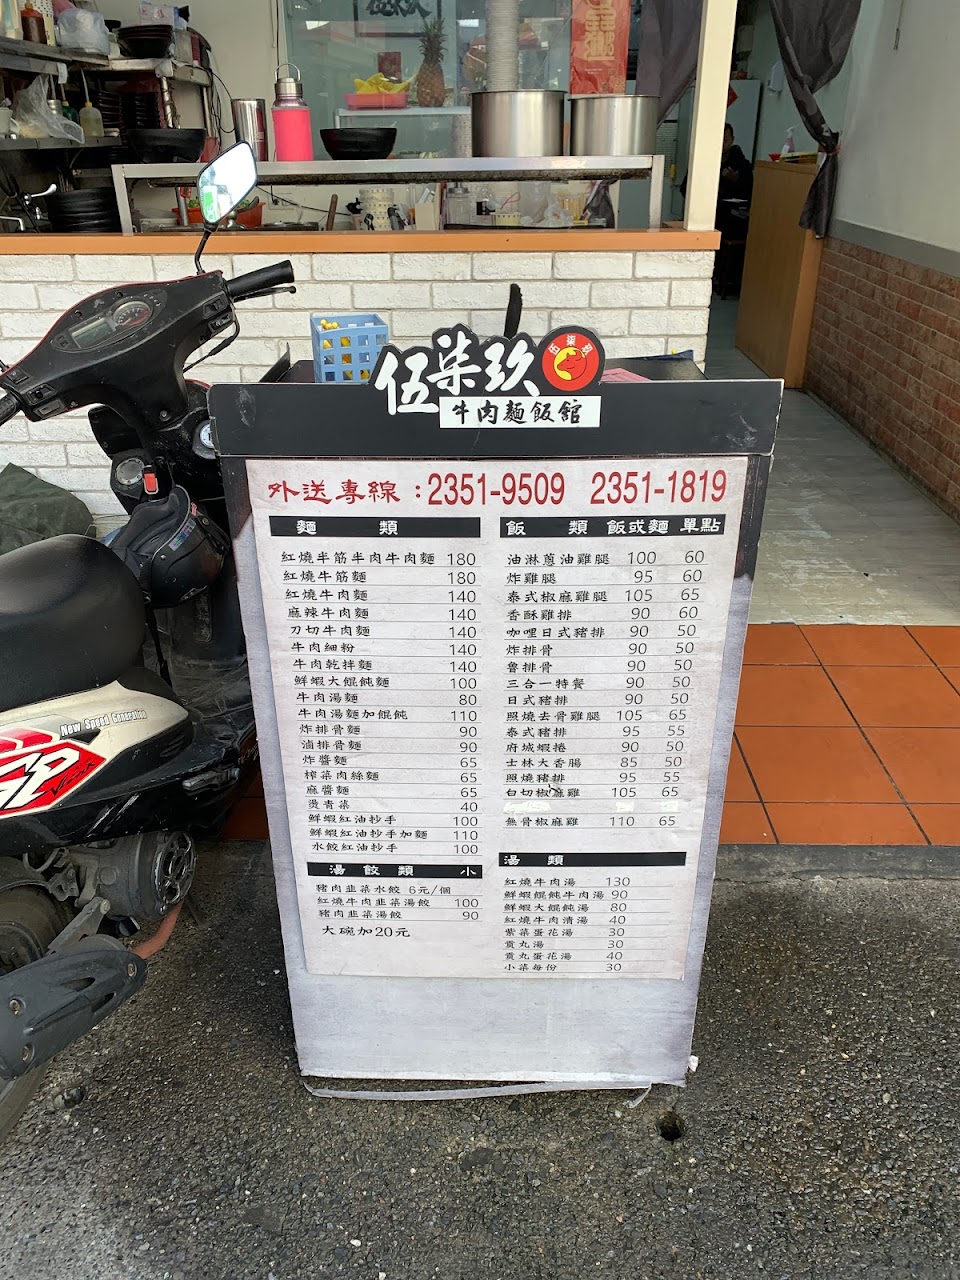 伍柒玖
伍柒玖
牛肉麵飯舘
外送專線：2351-9509 2351-1819
麵類
紅燒半筋半肉牛肉麵 180
紅燒牛筋麵 180
紅燒牛肉麵 140
麻辣牛肉麵 140
刀切牛肉麵 140
牛肉細粉 140
牛肉乾拌麵 140
鮮蝦大餛飩麵 100
牛肉湯麵 80
牛肉湯麵加餛飩 110
炸排骨麵 90
滷排骨麵 90
炸醬麵 65
榨菜肉絲麵 65
麻醬麵 65
燙青菜 40
鮮蝦紅油抄手 100
鮮蝦紅油抄手加麵 110
水餃紅油抄手 100
湯餃類 小
豬肉韭菜水餃 6元/個
紅燒牛肉韭菜湯餃 100
豬肉韭菜湯餃 90
大碗加20元
飯類 飯或麵 單點
油淋蔥油雞腿 100 60
炸雞腿 95 60
泰式椒麻雞腿 105 65
香酥雞排 90 60
咖哩日式豬排 90 50
炸排骨 90 50
魯排骨 90 50
三合一特餐 90 50
日式豬排 90 50
照燒去骨雞腿 105 65
泰式豬排 95 55
府城蝦捲 90 50
士林大香腸 85 50
照燒豬排 95 55
白切椒麻雞 105 65
無骨椒麻雞 110 65
湯類
紅燒牛肉湯 130
鮮蝦餛飩牛肉湯 90
鮮蝦大餛飩湯 80
紅燒牛肉清湯 40
紫菜蛋花湯 30
貢丸湯 30
貢丸蛋花湯 40
小菜每份 30
New Speed Generation